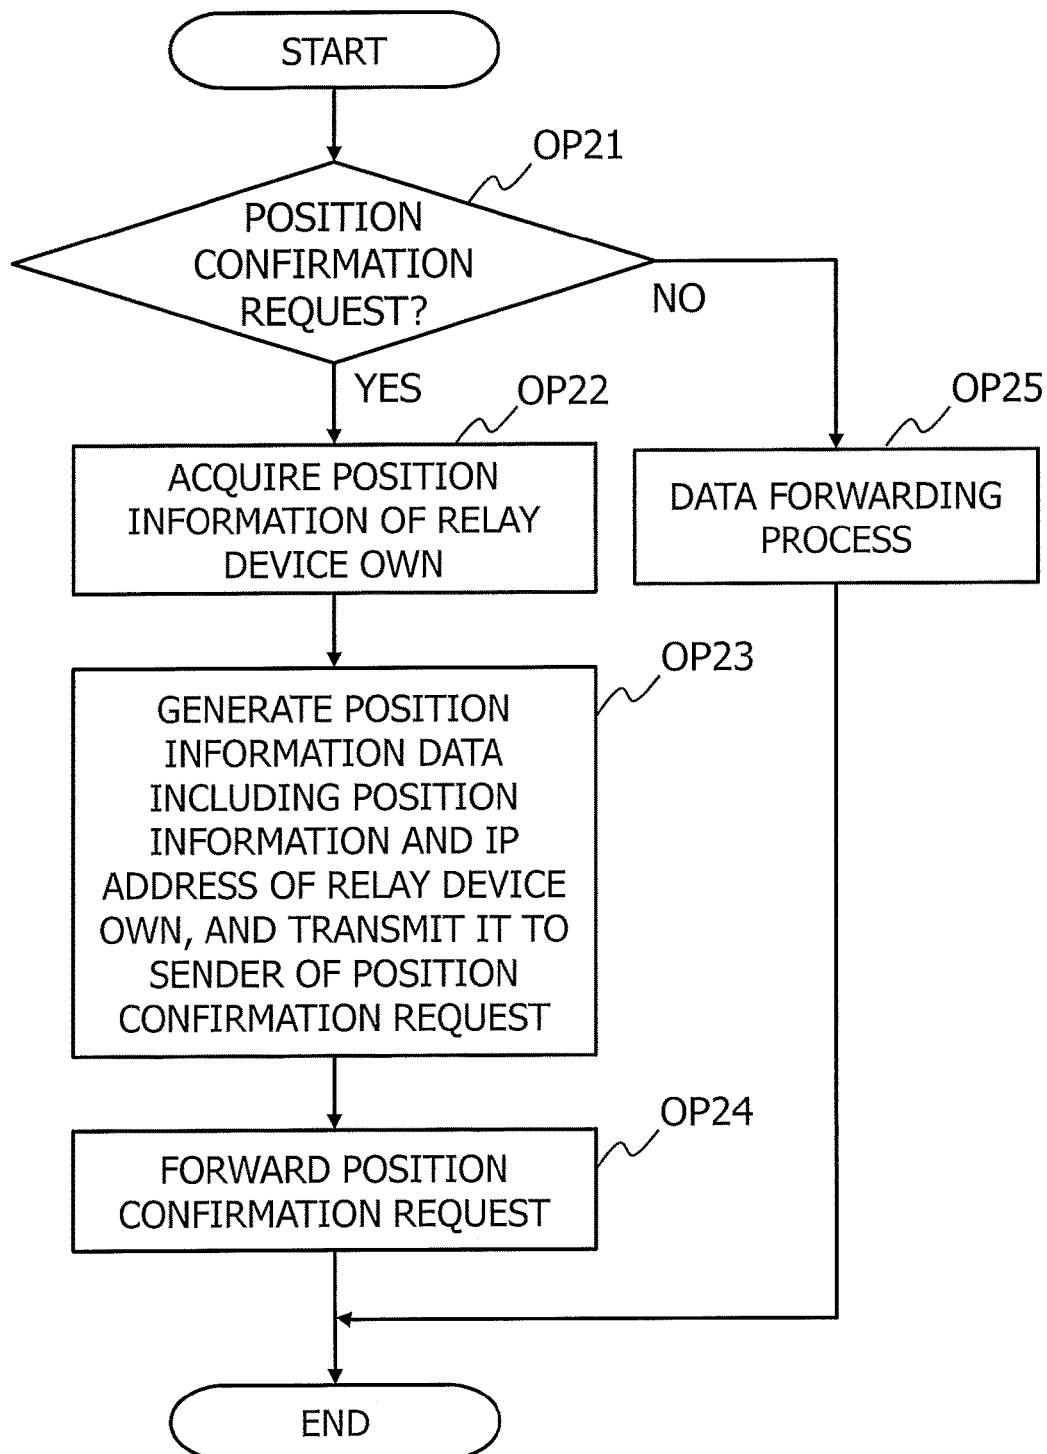 START
OP21
POSITION
CONFIRMATION
REQUEST?
NO
YES
OP22
OP25
ACQUIRE POSITION
INFORMATION OF RELAY
DEVICE OWN
DATA FORWARDING
PROCESS
OP23
GENERATE POSITION
INFORMATION DATA
INCLUDING POSITION
INFORMATION AND IP
ADDRESS OF RELAY DEVICE
OWN, AND TRANSMIT IT TO
SENDER OF POSITION
CONFIRMATION REQUEST
OP24
FORWARD POSITION
CONFIRMATION REQUEST
END